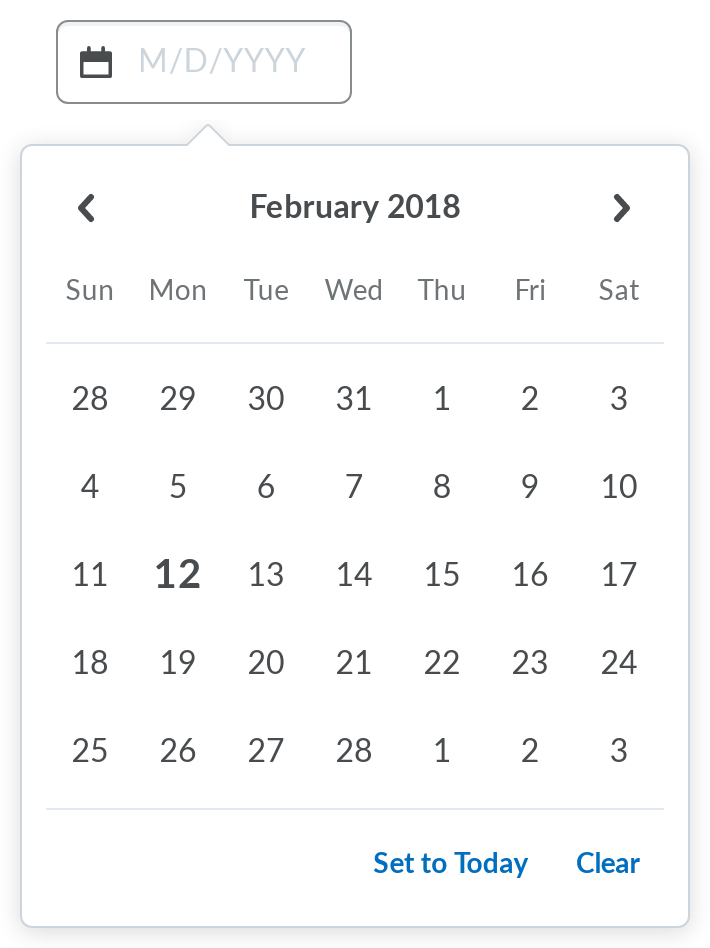 M/D/YYYY
February 2018
Sun Mon Tue Wed Thu Fri Sat
28 29 30 31 1 2 3
4 5 6 7 8 9 10
11 12 13 14 15 16 17
18 19 20 21 22 23 24
25 26 27 28 1 2 3
Set to Today Clear